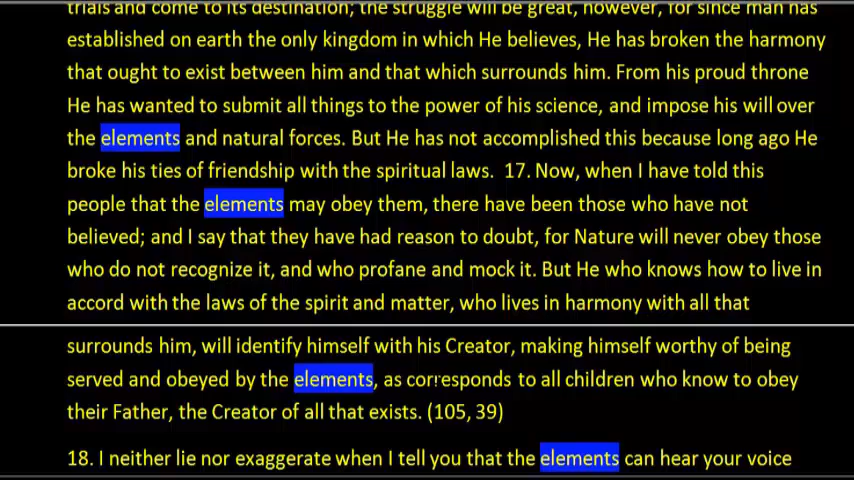 trials and come to its destination; the struggle will be great, however, for since man has
established on earth the only kingdom in which He believes, He has broken the harmony
that ought to exist between him and that which surrounds him. From his proud throne
He has wanted to submit all things to the power of his science, and impose his will over
the elements and natural forces. But He has not accomplished this because long ago He
broke his ties of friendship with the spiritual laws.  17. Now, when I have told this
people that the elements may obey them, there have been those who have not
believed; and I say that they have had reason to doubt, for Nature will never obey those
who do not recognize it, and who profane and mock it. But He who knows how to live in
accord with the laws of the spirit and matter, who lives in harmony with all that
surrounds him, will identify himself with his Creator, making himself worthy of being
served and obeyed by the elements, as corresponds to all children who know to obey
their Father, the Creator of all that exists. (105, 39)
18. I neither lie nor exaggerate when I tell you that the elements can hear your voice